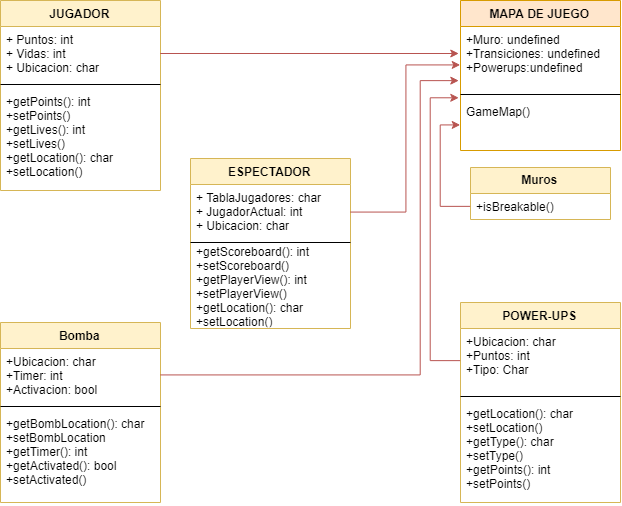 JUGADOR
+ Puntos: int
+ Vidas: int
+ Ubicacion: char
+getPoints(): int
+setPoints()
+getLives(): int
+setLives()
+getLocation(): char
+setLocation()
MAPA DE JUEGO
+Muro: undefined
+Transiciones: undefined
+Powerups:undefined
GameMap()
ESPECTADOR
+ TablaJugadores: char
+ JugadorActual: int
+ Ubicacion: char
+getScoreboard(): int
+setScoreboard()
+getPlayerView(): int
+setPlayerView()
+getLocation(): char
+setLocation()
Muros
+isBreakable()
Bomba
+Ubicacion: char
+Timer: int
+Activacion: bool
+getBombLocation(): char
+setBombLocation
+getTimer(): int
+getActivated(): bool
+setActivated()
POWER-UPS
+Ubicacion: char
+Puntos: int
+Tipo: Char
+getLocation(): char
+setLocation()
+getType(): char
+setType()
+getPoints(): int
+setPoints()